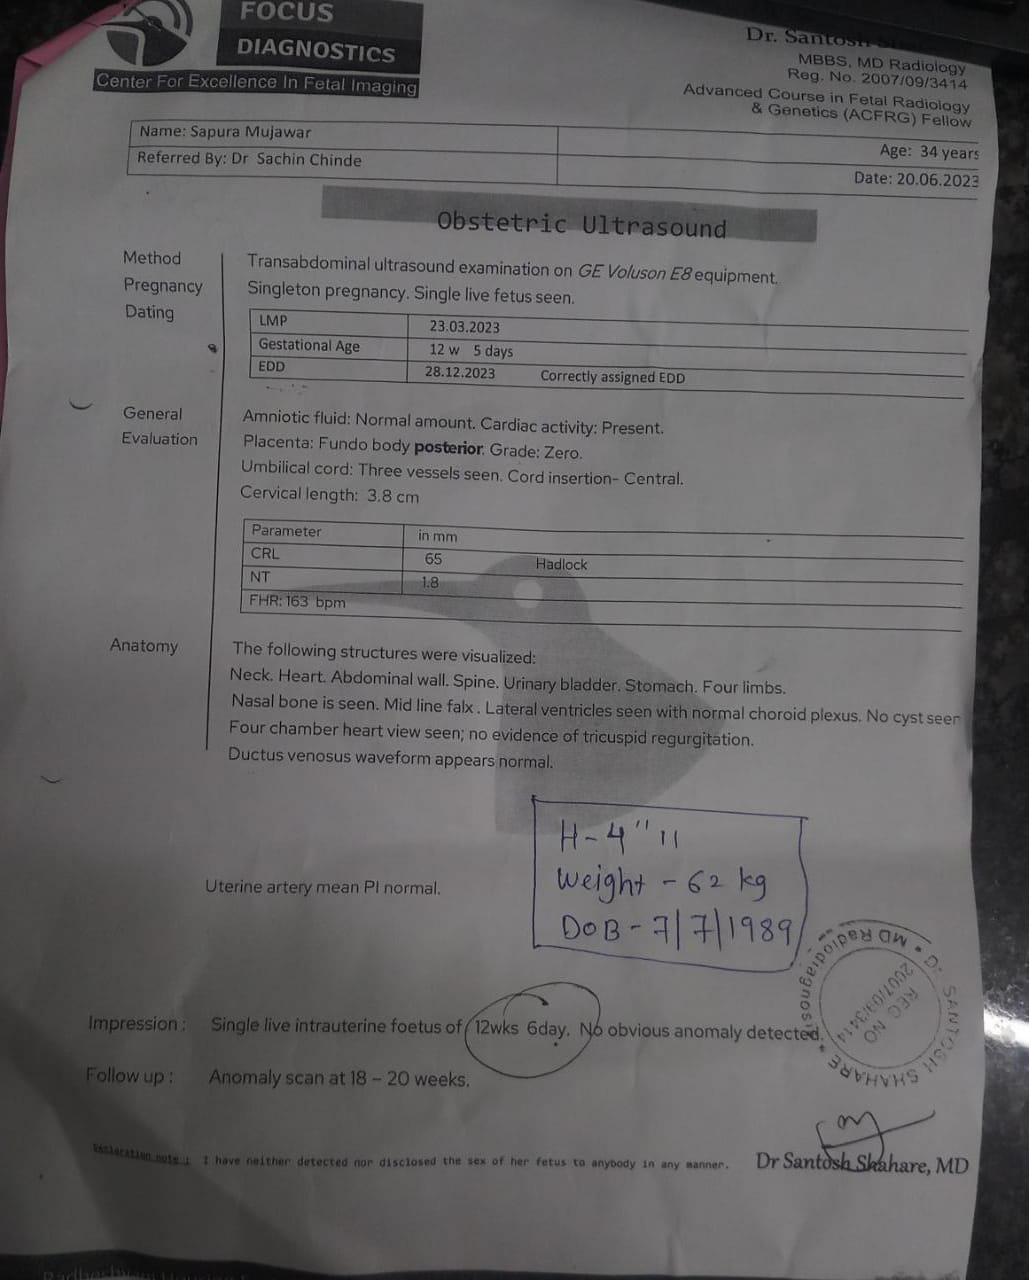 FOCUS
DIAGNOSTICS
Center For Excellence In Fetal Imaging
Dr. Santosh
MBBS, MD Radiology
Reg. No. 2007/09/3414
Advanced Course in Fetal Radiology
& Genetics (ACFRG) Fellow
Name: Sapura Mujawar
Age: 34 years
Referred By: Dr Sachin Chinde
Date: 20.06.2023
Obstetric Ultrasound
Method Transabdominal ultrasound examination on GE Voluson E8 equipment.
Pregnancy Singleton pregnancy. Single live fetus seen.
Dating
LMP 23.03.2023
Gestational Age 12 w 5 days
EDD 28.12.2023 Correctly assigned EDD
General Amniotic fluid: Normal amount. Cardiac activity: Present.
Evaluation Placenta: Fundo body posterior. Grade: Zero.
Umbilical cord: Three vessels seen. Cord insertion- Central.
Cervical length: 3.8 cm
Parameter in mm
CRL 65 Hadlock
NT 1.8
FHR: 163 bpm
Anatomy The following structures were visualized:
Neck. Heart. Abdominal wall. Spine. Urinary bladder. Stomach. Four limbs.
Nasal bone is seen. Mid line falx . Lateral ventricles seen with normal choroid plexus. No cyst seen
Four chamber heart view seen; no evidence of tricuspid regurgitation.
Ductus venosus waveform appears normal.
H-4" 11
Weight - 62 kg
DOB - 7/7/1989
Uterine artery mean PI normal.
MD Radiodiagnosis
SANTOSH SHAHARE
REG NO
2007/09/3414
Impression : Single live intrauterine foetus of 12wks 6day. No obvious anomaly detected.
Follow up : Anomaly scan at 18 – 20 weeks.
Declaration note : I have neither detected nor disclosed the sex of her fetus to anybody in any manner.
Dr Santosh Shahare, MD